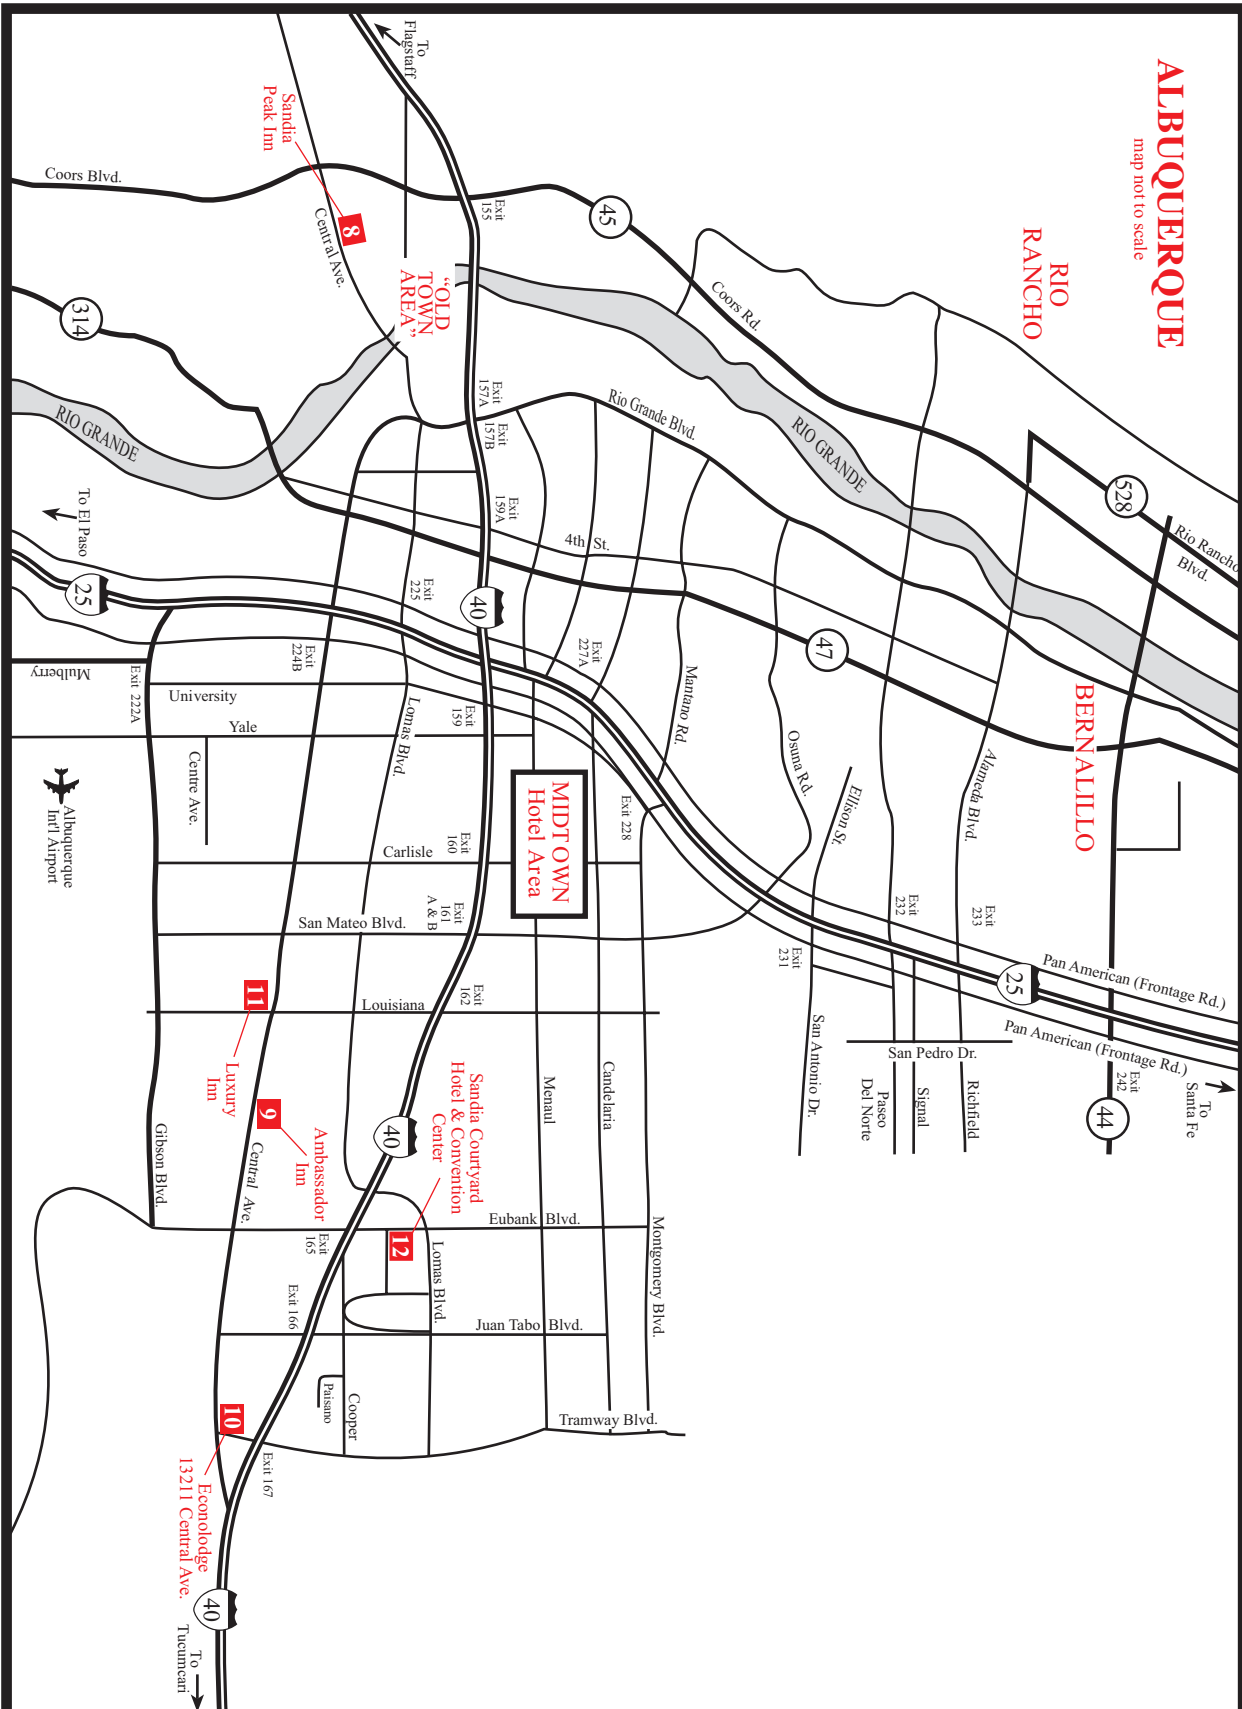 ALBUQUERQUE
map not to scale
To
Flagstaff
Sandia
Peak Inn
8
Coors Blvd.
Central Ave.
Exit
155
45
Coors Rd.
RIO
RANCHO
528
Rio Rancho
Blvd.
"OLD
TOWN
AREA"
314
RIO GRANDE
RIO GRANDE
Exit
157A
Exit
157B
Rio Grande Blvd.
Exit
159A
4th St.
To El Paso
25
Exit
225
40
Exit
227A
47
Mantano Rd.
BERNALILLO
Mulberry
Exit 222A
Exit
224B
University
Yale
Lomas Blvd.
Exit
159
Centre Ave.
Albuquerque
Int'l Airport
MIDTOWN
Hotel Area
Exit 228
Osuna Rd.
Ellison St.
Alameda Blvd.
Carlisle
Exit
160
San Mateo Blvd.
Exit
161
A & B
Exit
231
Exit
232
Exit
233
25
Pan American (Frontage Rd.)
Pan American (Frontage Rd.)
11
Luxury
Inn
Louisiana
Exit
162
San Antonio Dr.
San Pedro Dr.
Paseo
Del Norte
Signal
Richfield
Exit
242
44
To
Santa Fe
9
Ambassador
Inn
Central Ave.
Gibson Blvd.
40
Sandia Courtyard
Hotel & Convention
Center
12
Menaul
Candelaria
Eubank Blvd.
Montgomery Blvd.
Exit
165
Lomas Blvd.
Exit 166
Juan Tabo Blvd.
Paisano
Cooper
Tramway Blvd.
10
Exit 167
Econolodge
13211 Central Ave.
40
To
Tucumcari